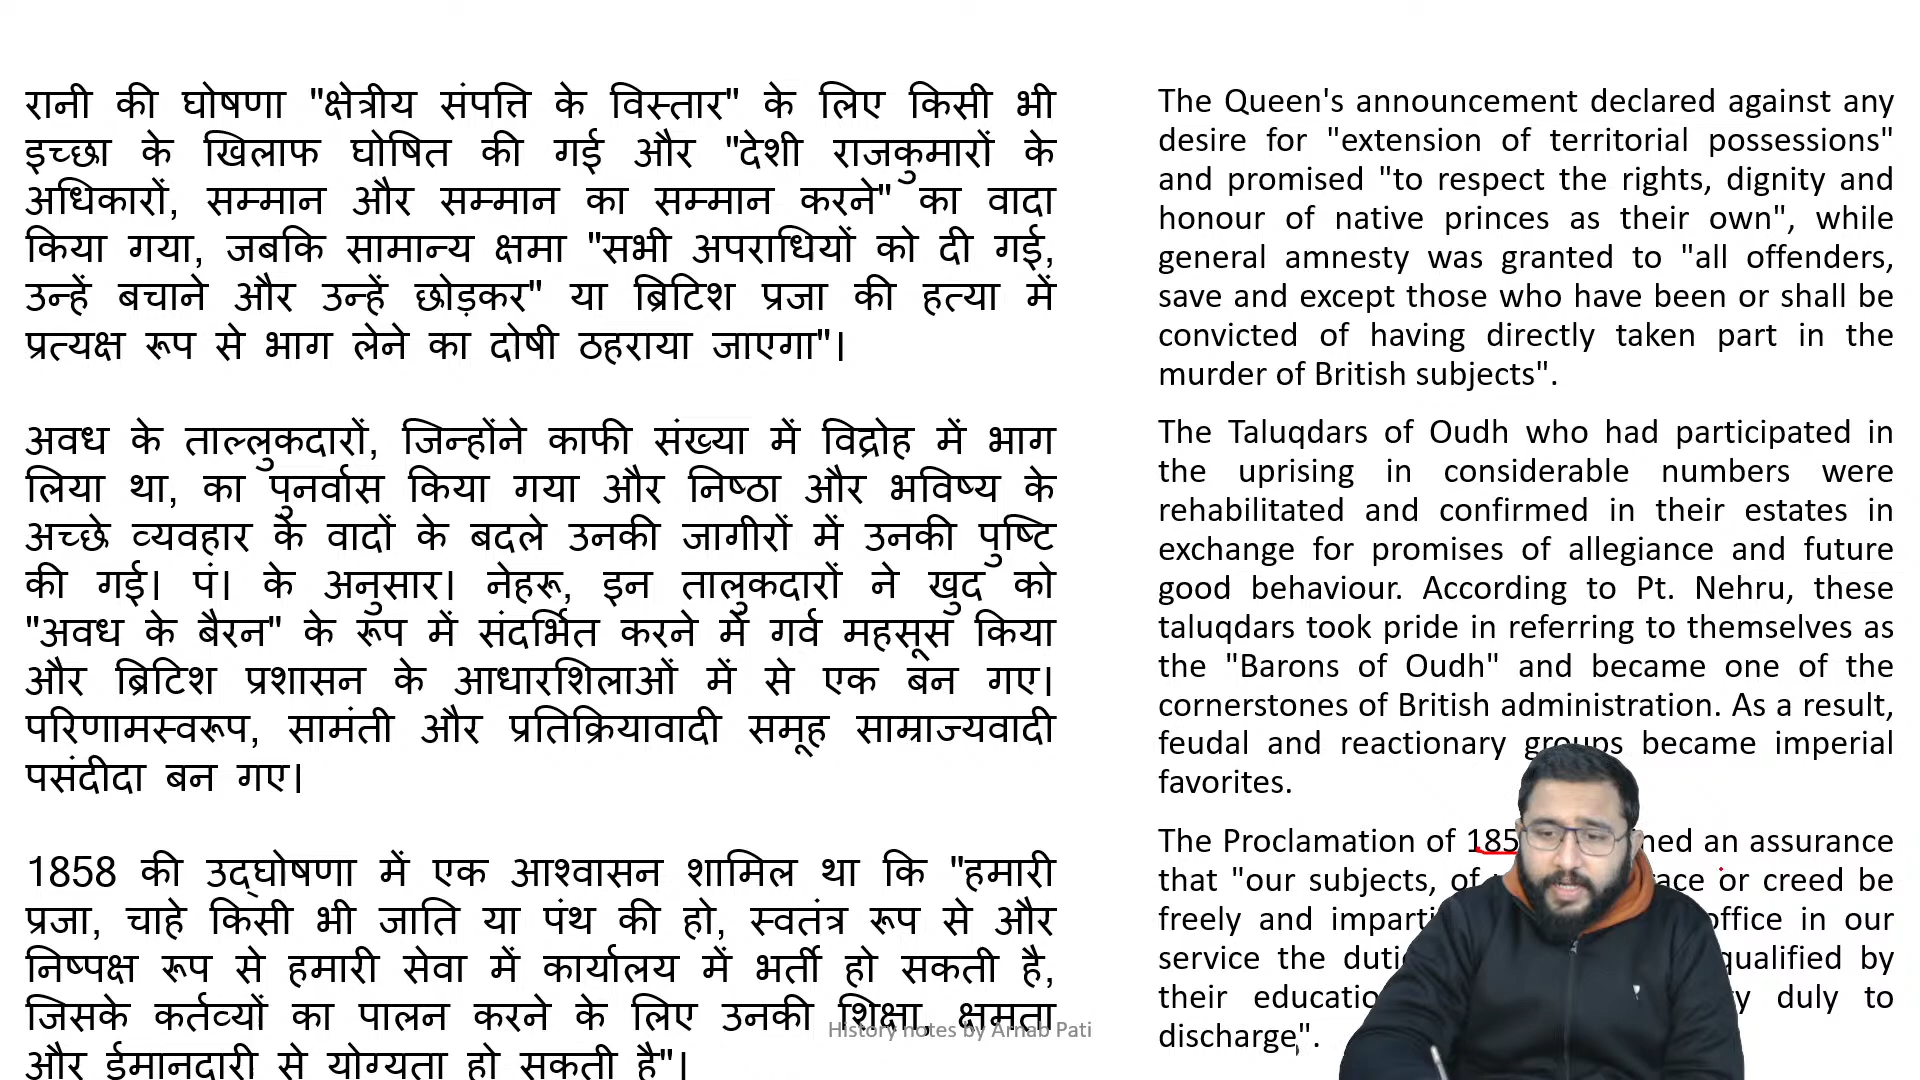 रानी की घोषणा "क्षेत्रीय संपत्ति के विस्तार" के लिए किसी भी
इच्छा के खिलाफ घोषित की गई और "देशी राजकुमारों के
अधिकारों, सम्मान और सम्मान का सम्मान करने" का वादा
किया गया, जबकि सामान्य क्षमा "सभी अपराधियों को दी गई,
उन्हें बचाने और उन्हें छोड़कर" या ब्रिटिश प्रजा की हत्या में
प्रत्यक्ष रूप से भाग लेने का दोषी ठहराया जाएगा"।
अवध के ताल्लुकदारों, जिन्होंने काफी संख्या में विद्रोह में भाग
लिया था, का पुनर्वास किया गया और निष्ठा और भविष्य के
अच्छे व्यवहार के वादों के बदले उनकी जागीरों में उनकी पुष्टि
की गई। पं। के अनुसार। नेहरू, इन तालुकदारों ने खुद को
"अवध के बैरन" के रूप में संदर्भित करने में गर्व महसूस किया
और ब्रिटिश प्रशासन के आधारशिलाओं में से एक बन गए।
परिणामस्वरूप, सामंती और प्रतिक्रियावादी समूह साम्राज्यवादी
पसंदीदा बन गए।
1858 की उद्घोषणा में एक आश्वासन शामिल था कि "हमारी
प्रजा, चाहे किसी भी जाति या पंथ की हो, स्वतंत्र रूप से और
निष्पक्ष रूप से हमारी सेवा में कार्यालय में भर्ती हो सकती है,
जिसके कर्तव्यों का पालन करने के लिए उनकी शिक्षा, क्षमता
और ईमानदारी से योग्यता हो सकती है"।
The Queen's announcement declared against any
desire for "extension of territorial possessions"
and promised "to respect the rights, dignity and
honour of native princes as their own", while
general amnesty was granted to "all offenders,
save and except those who have been or shall be
convicted of having directly taken part in the
murder of British subjects".
The Taluqdars of Oudh who had participated in
the uprising in considerable numbers were
rehabilitated and confirmed in their estates in
exchange for promises of allegiance and future
good behaviour. According to Pt. Nehru, these
taluqdars took pride in referring to themselves as
the "Barons of Oudh" and became one of the
cornerstones of British administration. As a result,
feudal and reactionary groups became imperial
favorites.
The Proclamation of an assurance
that "our subjects, of or creed be
freely and office in our
service the qualified by
their duly to
discharge".
History notes by Arnab Pati